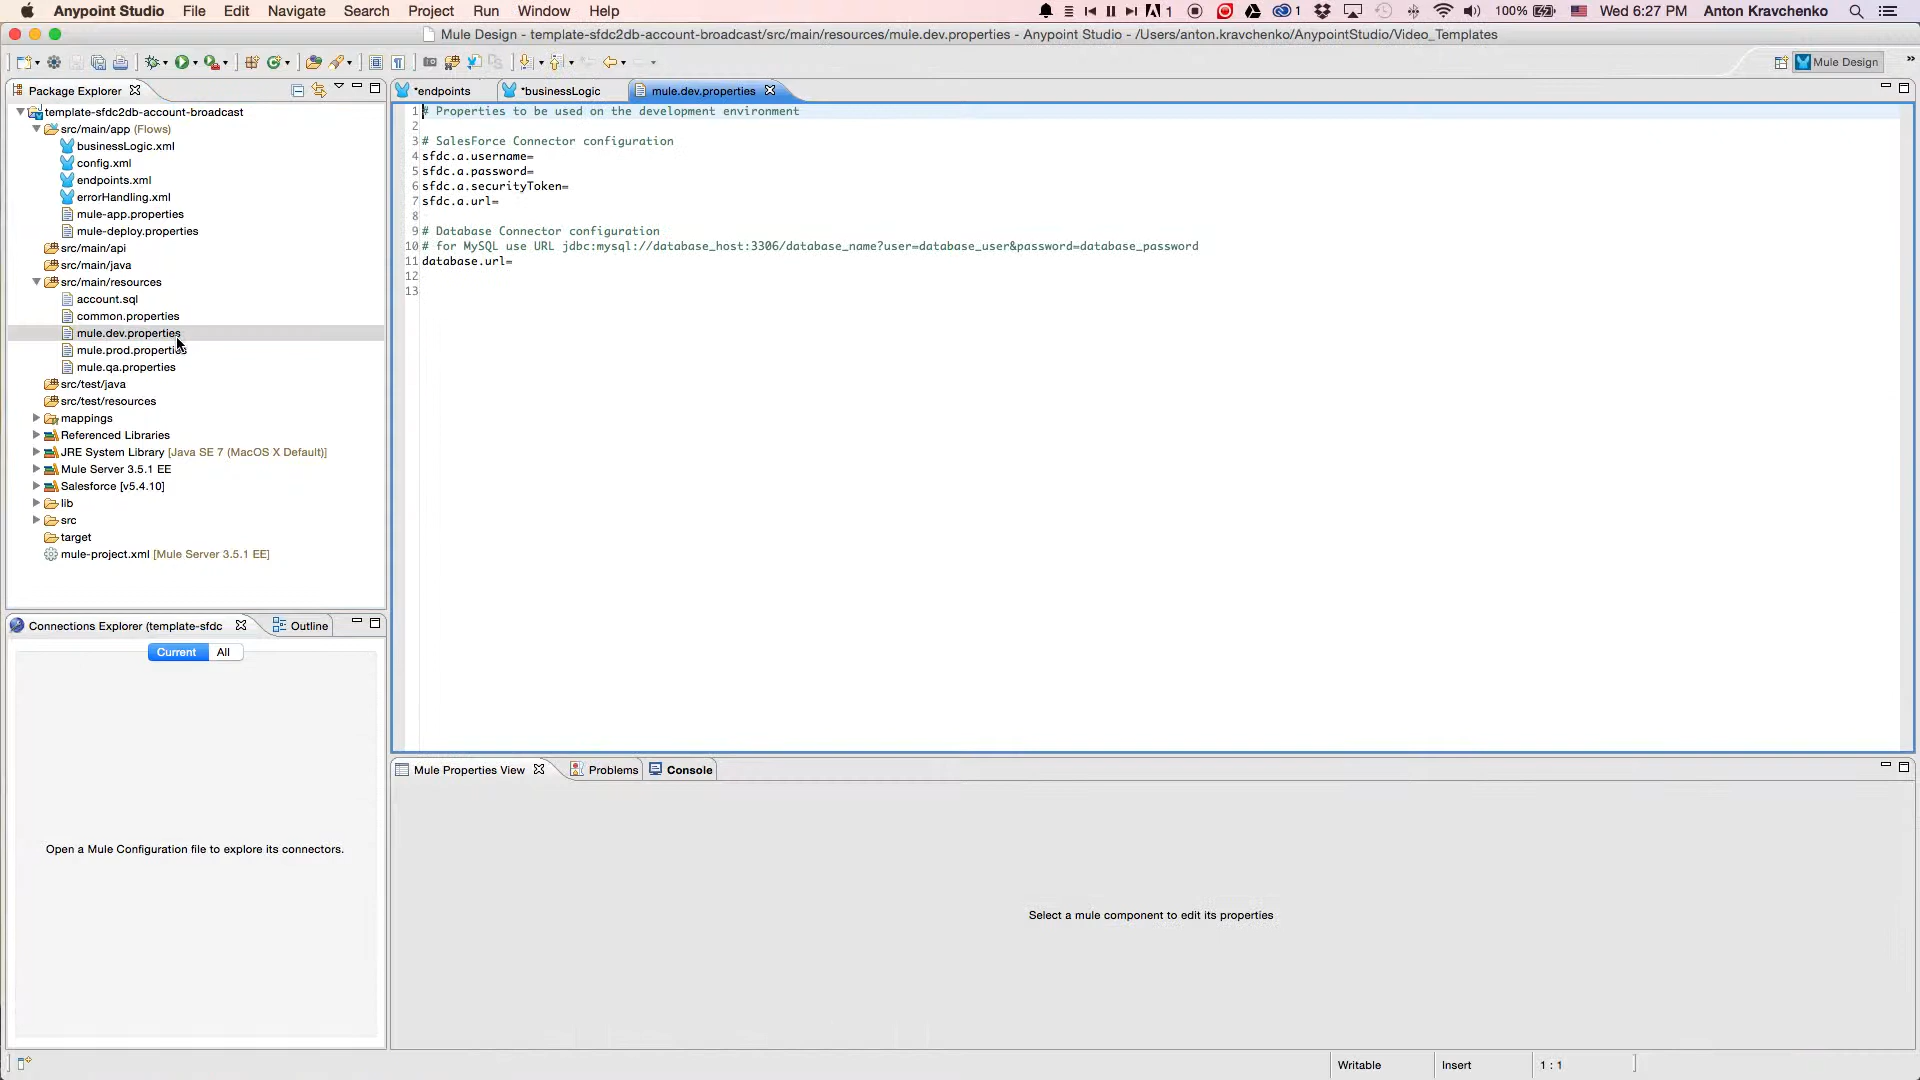 Anypoint Studio File Edit Navigate Search Project Run Window Help 1 1 100% Wed 6:27 PM Anton Kravchenko
Mule Design - template-sfdc2db-account-broadcast/src/main/resources/mule.dev.properties - Anypoint Studio - /Users/anton.kravchenko/AnypointStudio/Video_Templates
Mule Design
Package Explorer
template-sfdc2db-account-broadcast
src/main/app (Flows)
businessLogic.xml
config.xml
endpoints.xml
errorHandling.xml
mule-app.properties
mule-deploy.properties
src/main/api
src/main/java
src/main/resources
account.sql
common.properties
mule.dev.properties
mule.prod.properties
mule.qa.properties
src/test/java
src/test/resources
mappings
Referenced Libraries
JRE System Library [Java SE 7 (MacOS X Default)]
Mule Server 3.5.1 EE
Salesforce [v5.4.10]
lib
src
target
mule-project.xml [Mule Server 3.5.1 EE]
*endpoints *businessLogic mule.dev.properties
1 # Properties to be used on the development environment
2
3 # SalesForce Connector configuration
4 sfdc.a.username=
5 sfdc.a.password=
6 sfdc.a.securityToken=
7 sfdc.a.url=
8
9 # Database Connector configuration
10 # for MySQL use URL jdbc:mysql://database_host:3306/database_name?user=database_user&password=database_password
11 database.url=
12
13
Connections Explorer (template-sfdc Outline
Current All
Open a Mule Configuration file to explore its connectors.
Mule Properties View Problems Console
Select a mule component to edit its properties
Writable Insert 1 : 1